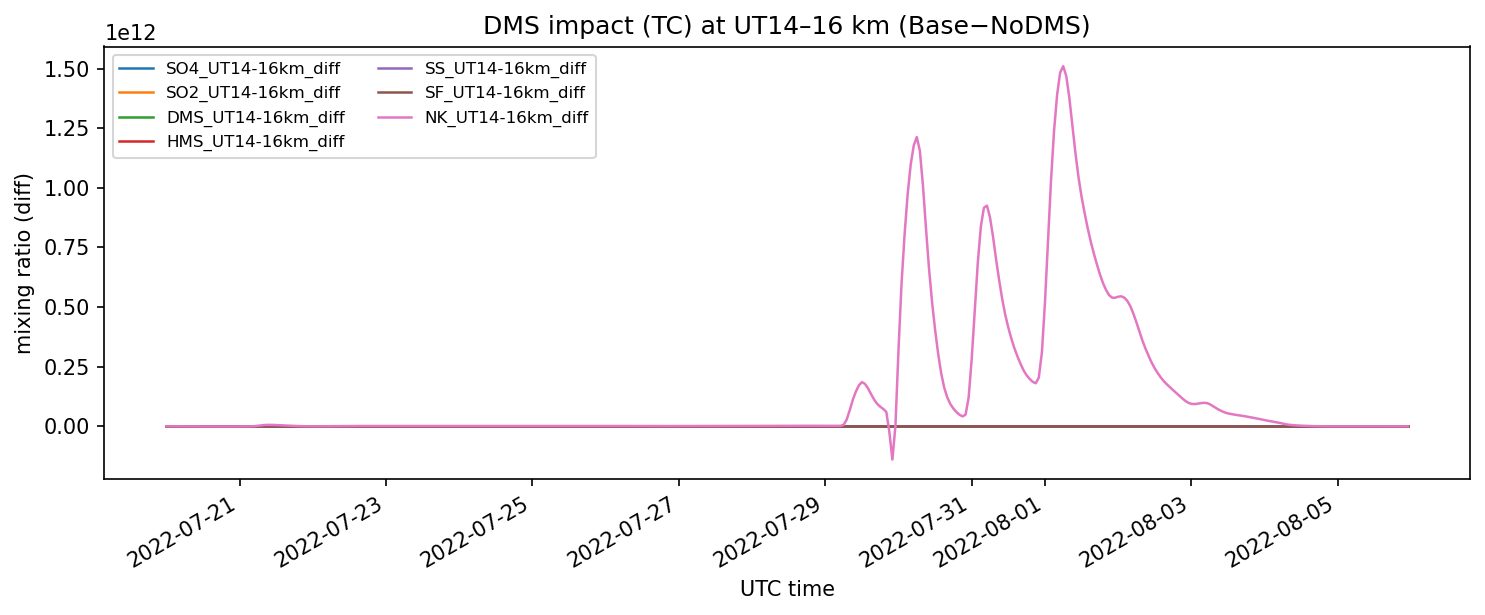 DMS impact (TC) at UT14–16 km (Base−NoDMS)
1e12
SO4_UT14-16km_diff
SO2_UT14-16km_diff
DMS_UT14-16km_diff
HMS_UT14-16km_diff
SS_UT14-16km_diff
SF_UT14-16km_diff
NK_UT14-16km_diff
mixing ratio (diff)
1.50
1.25
1.00
0.75
0.50
0.25
0.00
2022-07-21
2022-07-23
2022-07-25
2022-07-27
2022-07-29
2022-07-31
2022-08-01
2022-08-03
2022-08-05
UTC time